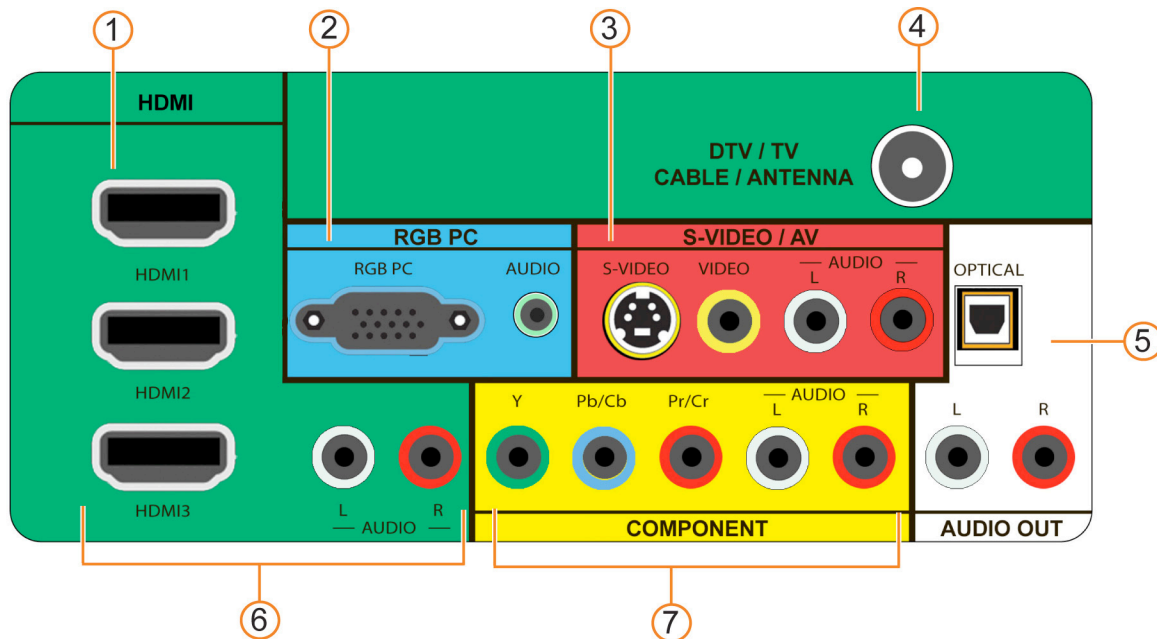 1
2
3
4
HDMI
DTV / TV
CABLE / ANTENNA
RGB PC
S-VIDEO / AV
RGB PC
AUDIO
S-VIDEO
VIDEO
AUDIO
L
R
OPTICAL
HDMI1
5
HDMI2
Y
Pb/Cb
Pr/Cr
AUDIO
L
R
L
R
HDMI3
L
R
AUDIO
COMPONENT
AUDIO OUT
6
7